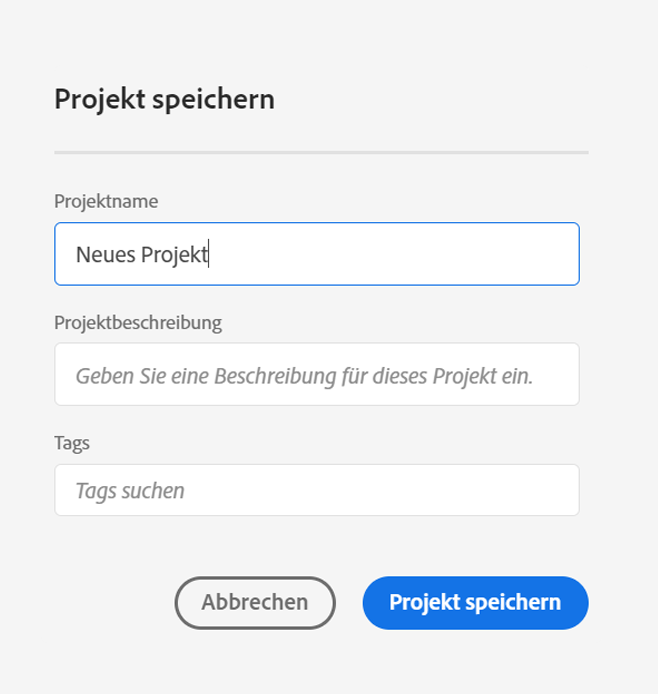 Projekt speichern
Projektname
Neues Projekt
Projektbeschreibung
Geben Sie eine Beschreibung für dieses Projekt ein.
Tags
Tags suchen
Abbrechen
Projekt speichern